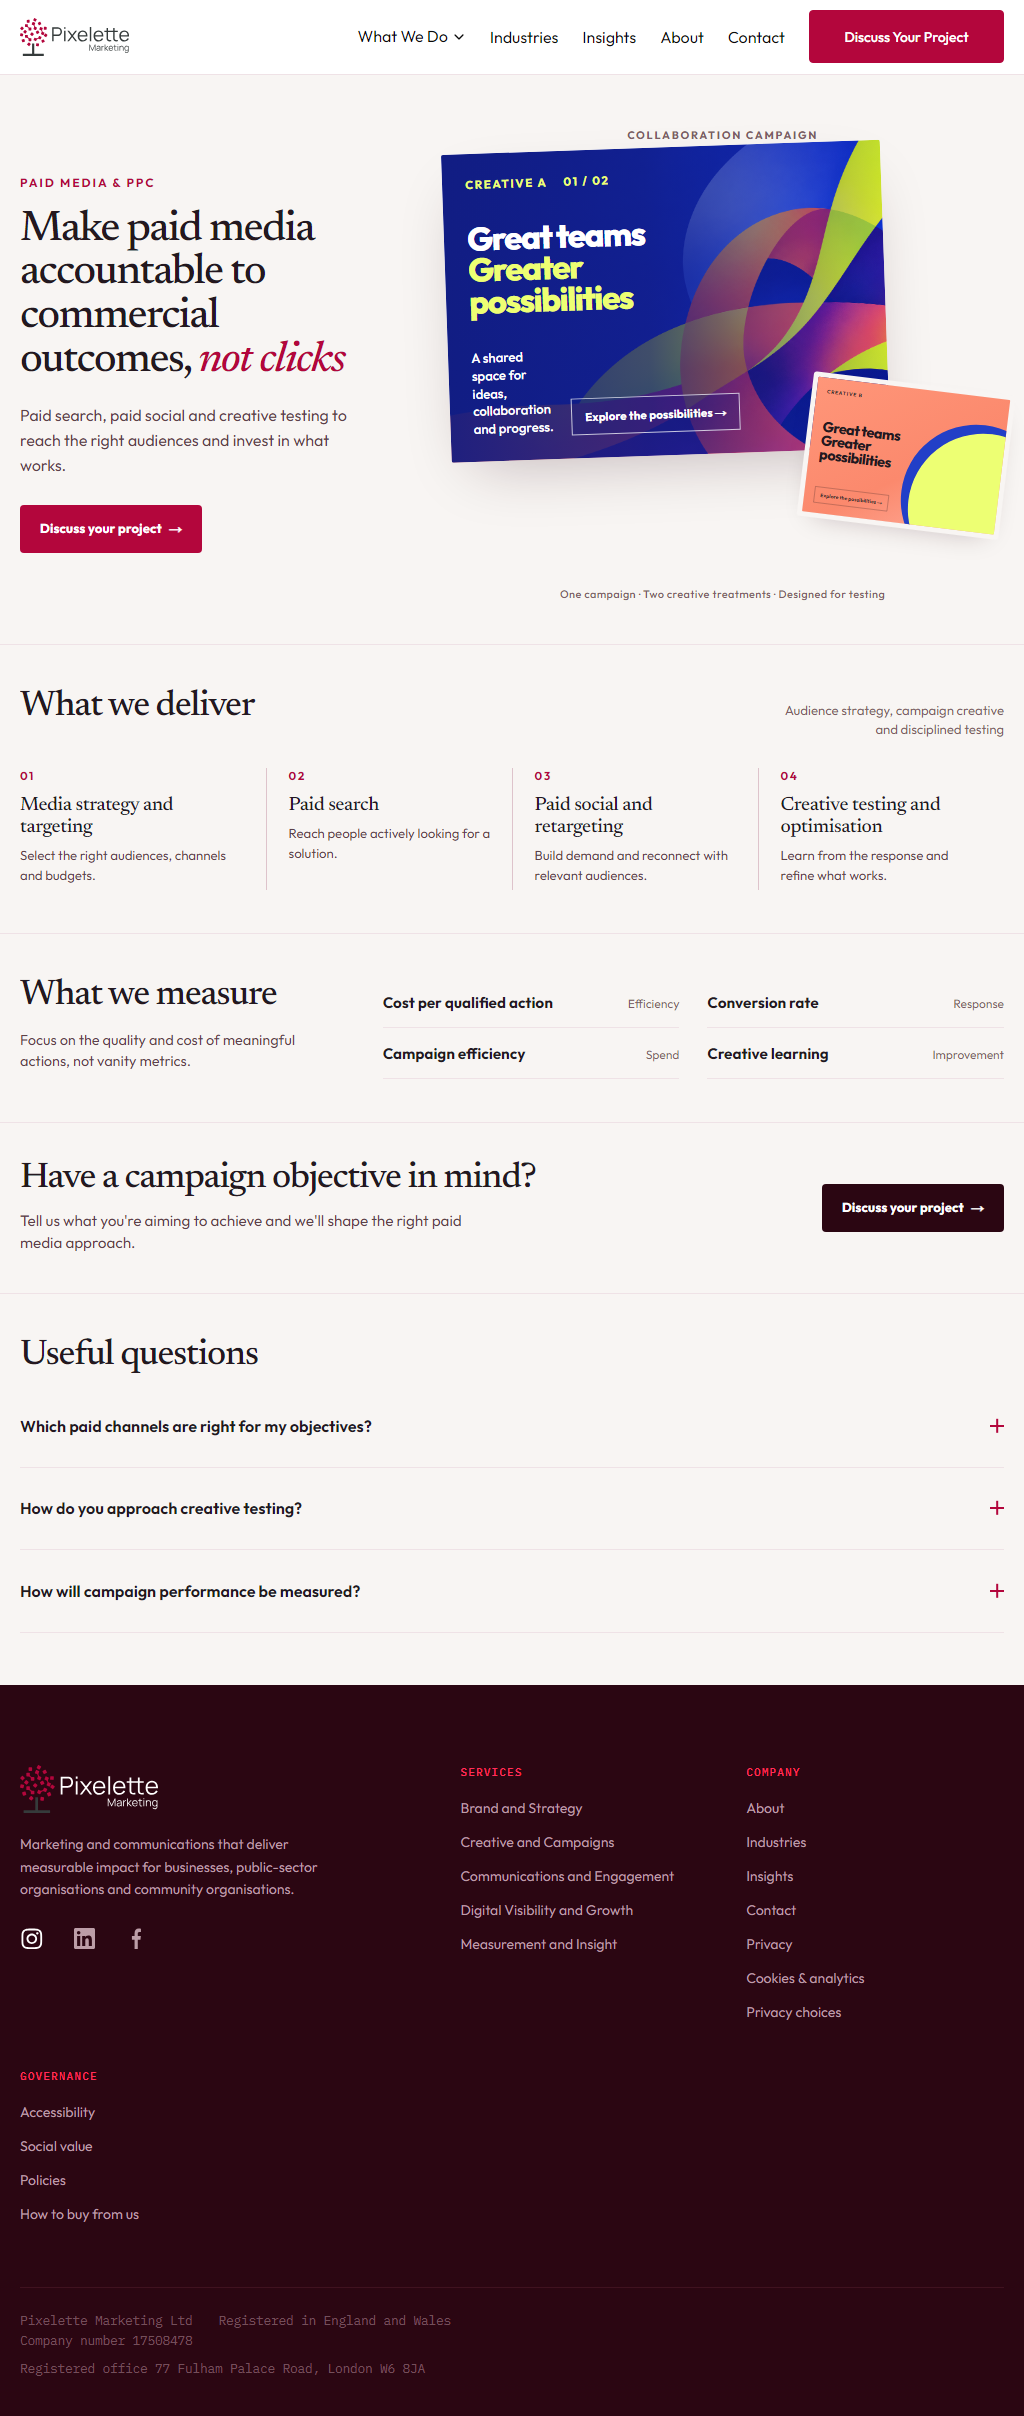 Pixelette
Marketing
What We Do
Industries
Insights
About
Contact
Discuss Your Project
PAID MEDIA & PPC
Make paid media
accountable to
commercial
outcomes, not clicks
Paid search, paid social and creative testing to
reach the right audiences and invest in what
works.
Discuss your project →
COLLABORATION CAMPAIGN
CREATIVE A 01 / 02
Great teams
Greater
possibilities
A shared
space for
ideas,
collaboration
and progress.
Explore the possibilities →
CREATIVE B
Great teams
Greater
possibilities
Explore the possibilities →
One campaign · Two creative treatments · Designed for testing
What we deliver
Audience strategy, campaign creative
and disciplined testing
01
Media strategy and
targeting
Select the right audiences, channels
and budgets.
02
Paid search
Reach people actively looking for a
solution.
03
Paid social and
retargeting
Build demand and reconnect with
relevant audiences.
04
Creative testing and
optimisation
Learn from the response and
refine what works.
What we measure
Focus on the quality and cost of meaningful
actions, not vanity metrics.
Cost per qualified action Efficiency
Conversion rate Response
Campaign efficiency Spend
Creative learning Improvement
Have a campaign objective in mind?
Tell us what you're aiming to achieve and we'll shape the right paid
media approach.
Discuss your project →
Useful questions
Which paid channels are right for my objectives?
How do you approach creative testing?
How will campaign performance be measured?
Pixelette
Marketing
Marketing and communications that deliver
measurable impact for businesses, public-sector
organisations and community organisations.
SERVICES
Brand and Strategy
Creative and Campaigns
Communications and Engagement
Digital Visibility and Growth
Measurement and Insight
COMPANY
About
Industries
Insights
Contact
Privacy
Cookies & analytics
Privacy choices
GOVERNANCE
Accessibility
Social value
Policies
How to buy from us
Pixelette Marketing Ltd Registered in England and Wales
Company number 17508478
Registered office 77 Fulham Palace Road, London W6 8JA